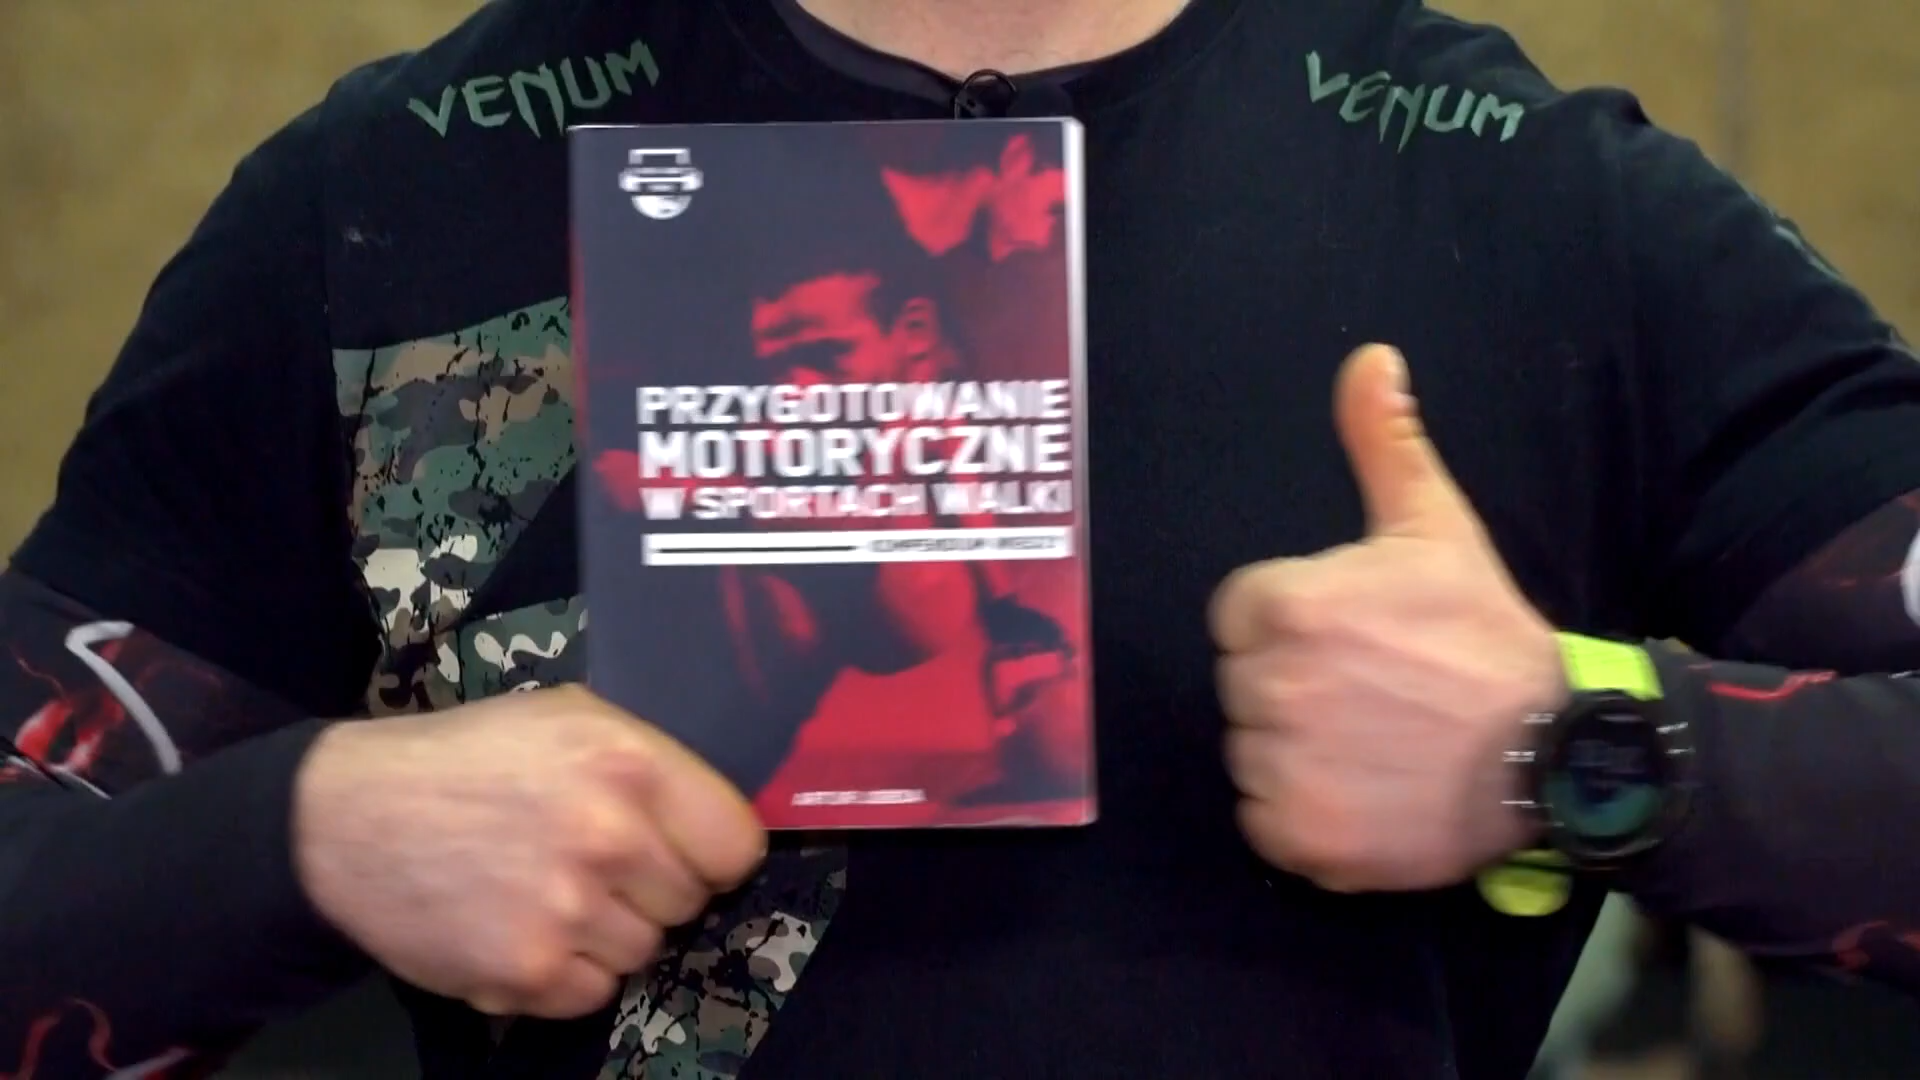 VENUM
VENUM
PRZYGOTOWANIE
MOTORYCZNE
W SPORTACH WALKI